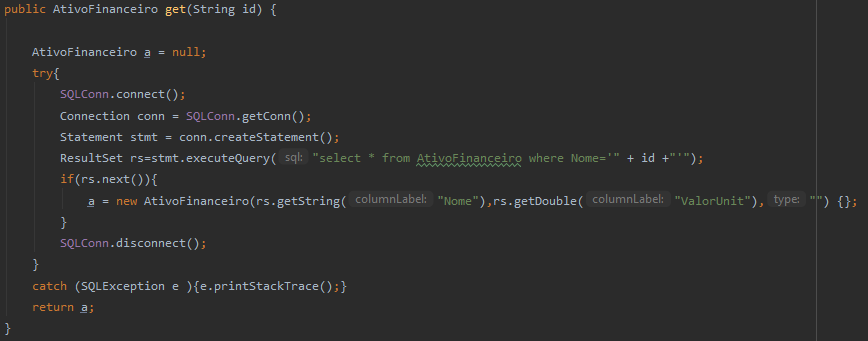 public AtivoFinanceiro get(String id) {
AtivoFinanceiro a = null;
try{
SQLConn.connect();
Connection conn = SQLConn.getConn();
Statement stmt = conn.createStatement();
ResultSet rs=stmt.executeQuery( sql: "select * from AtivoFinanceiro where Nome='" + id +"'");
if(rs.next()){
a = new AtivoFinanceiro(rs.getString( columnLabel: "Nome"),rs.getDouble( columnLabel: "ValorUnit"), type: "") {};
}
SQLConn.disconnect();
}
catch (SQLException e ){e.printStackTrace();}
return a;
}